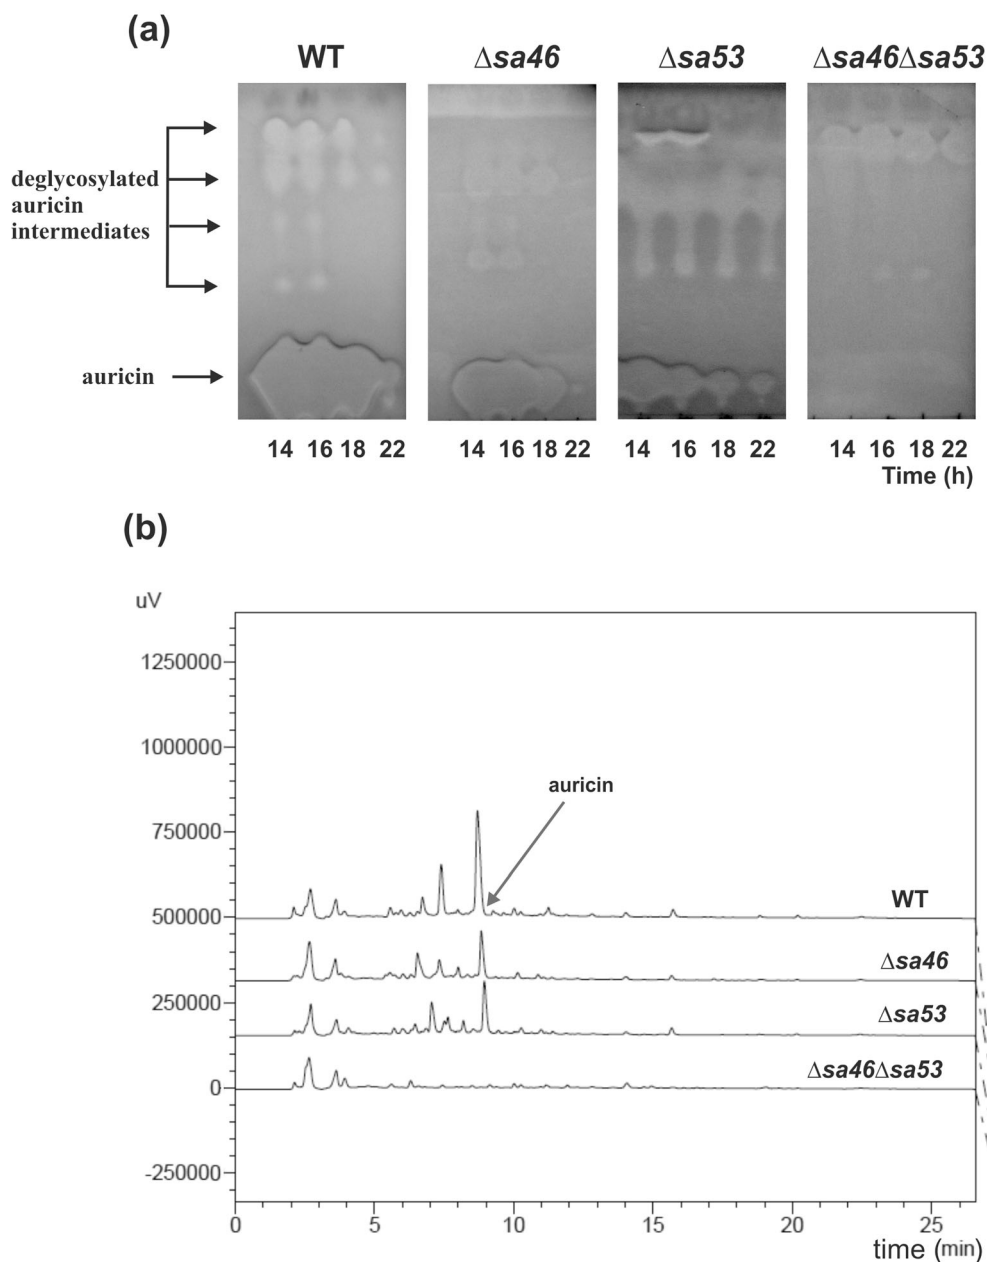 (a)
WT Δsa46 Δsa53 Δsa46Δsa53
deglycosylated
auricin
intermediates
auricin
14 16 18 22 14 16 18 22 14 16 18 22 14 16 18 22
Time (h)
(b)
uV
1250000
1000000
auricin
750000
WT
500000
Δsa46
250000
Δsa53
Δsa46Δsa53
0
-250000
0 5 10 15 20 25
time (min)